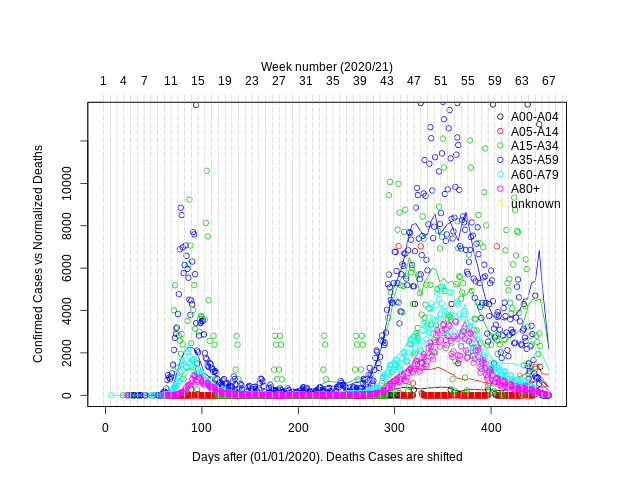 Week number (2020/21)
1 4 7 11 15 19 23 27 31 35 39 43 47 51 55 59 63 67
A00-A04
A05-A14
A15-A34
A35-A59
A60-A79
A80+
unknown
Confirmed Cases vs Normalized Deaths
0 2000 4000 6000 8000 10000
0 100 200 300 400
Days after (01/01/2020). Deaths Cases are shifted